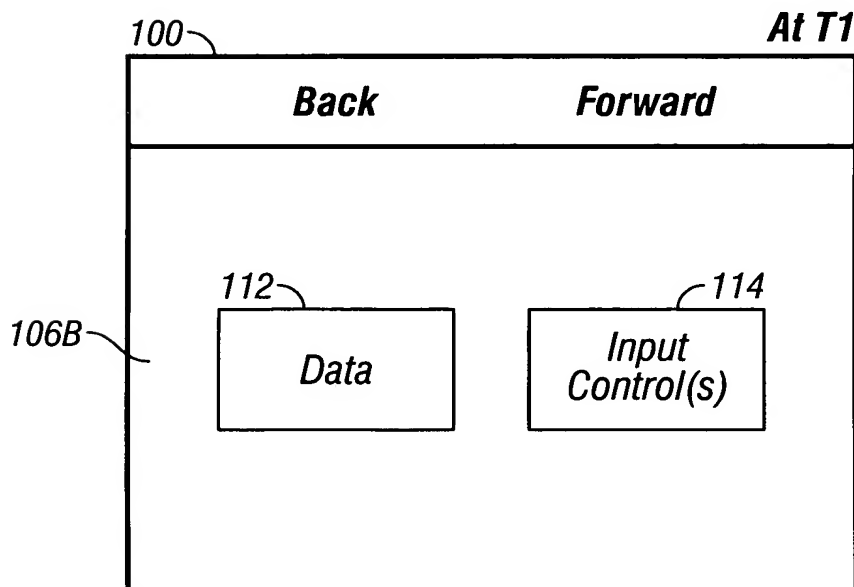 At T1
100
Back Forward
112
114
106B
Data
Input
Control(s)